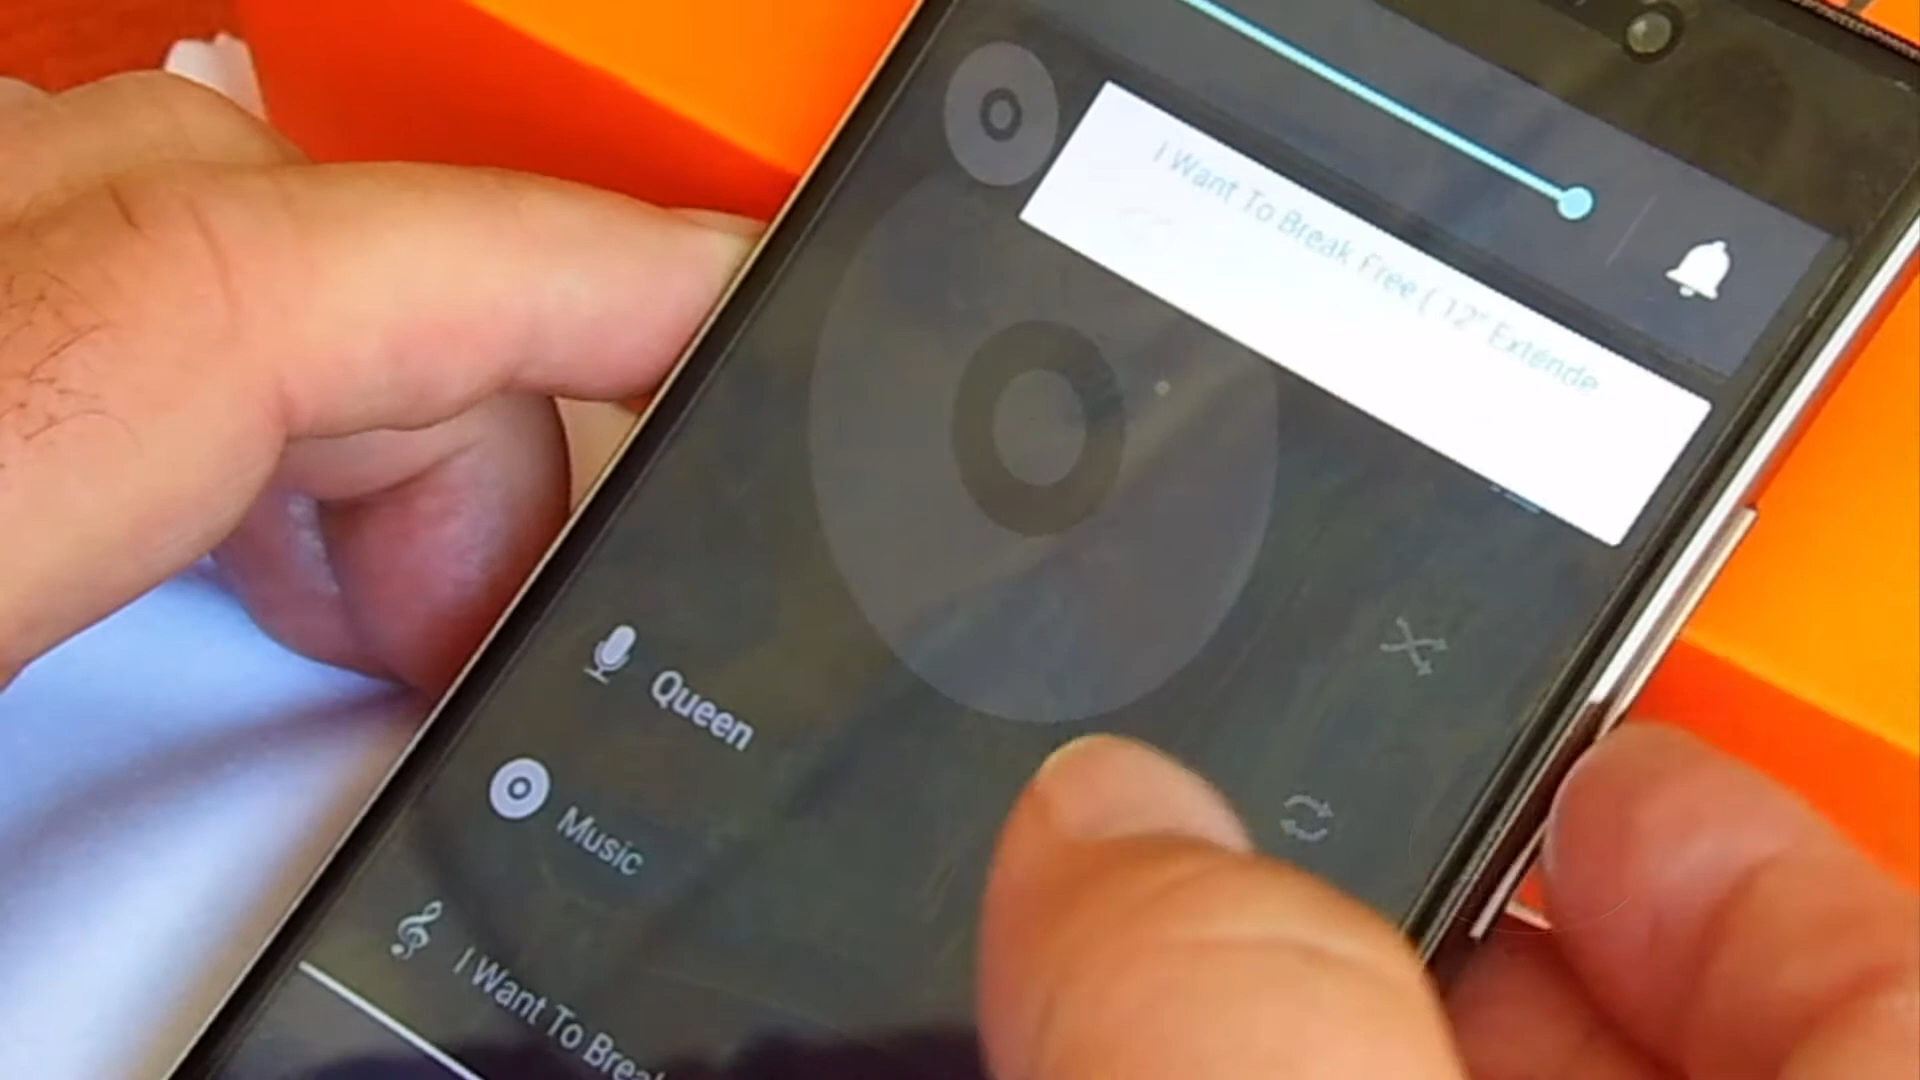 I Want To Break Free ( 12" Extende
Queen
Music
I Want To Break